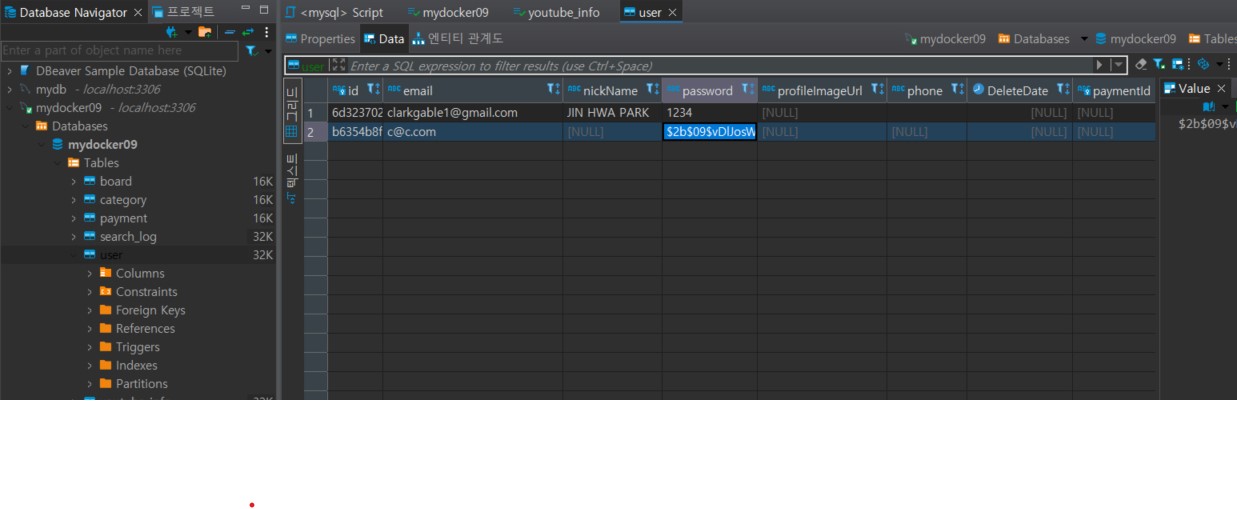 Database Navigator
프로젝트
<mysql> Script
mydocker09
youtube_info
user
Properties
Data
엔티티 관계도
mydocker09
Databases
mydocker09
Tables
Enter a part of object name here
user
Enter a SQL expression to filter results (use Ctrl+Space)
DBeaver Sample Database (SQLite)
mydb - localhost:3306
mydocker09 - localhost:3306
Databases
mydocker09
Tables
board 16K
category 16K
payment 16K
search_log 32K
user 32K
Columns
Constraints
Foreign Keys
References
Triggers
Indexes
Partitions
그리드
텍스트
id email nickName password profileImageUrl phone DeleteDate paymentId
1 6d323702 clarkgable1@gmail.com JIN HWA PARK 1234 [NULL] [NULL] [NULL]
2 b6354b8f c@c.com [NULL] [NULL] [NULL] [NULL] [NULL]
Value